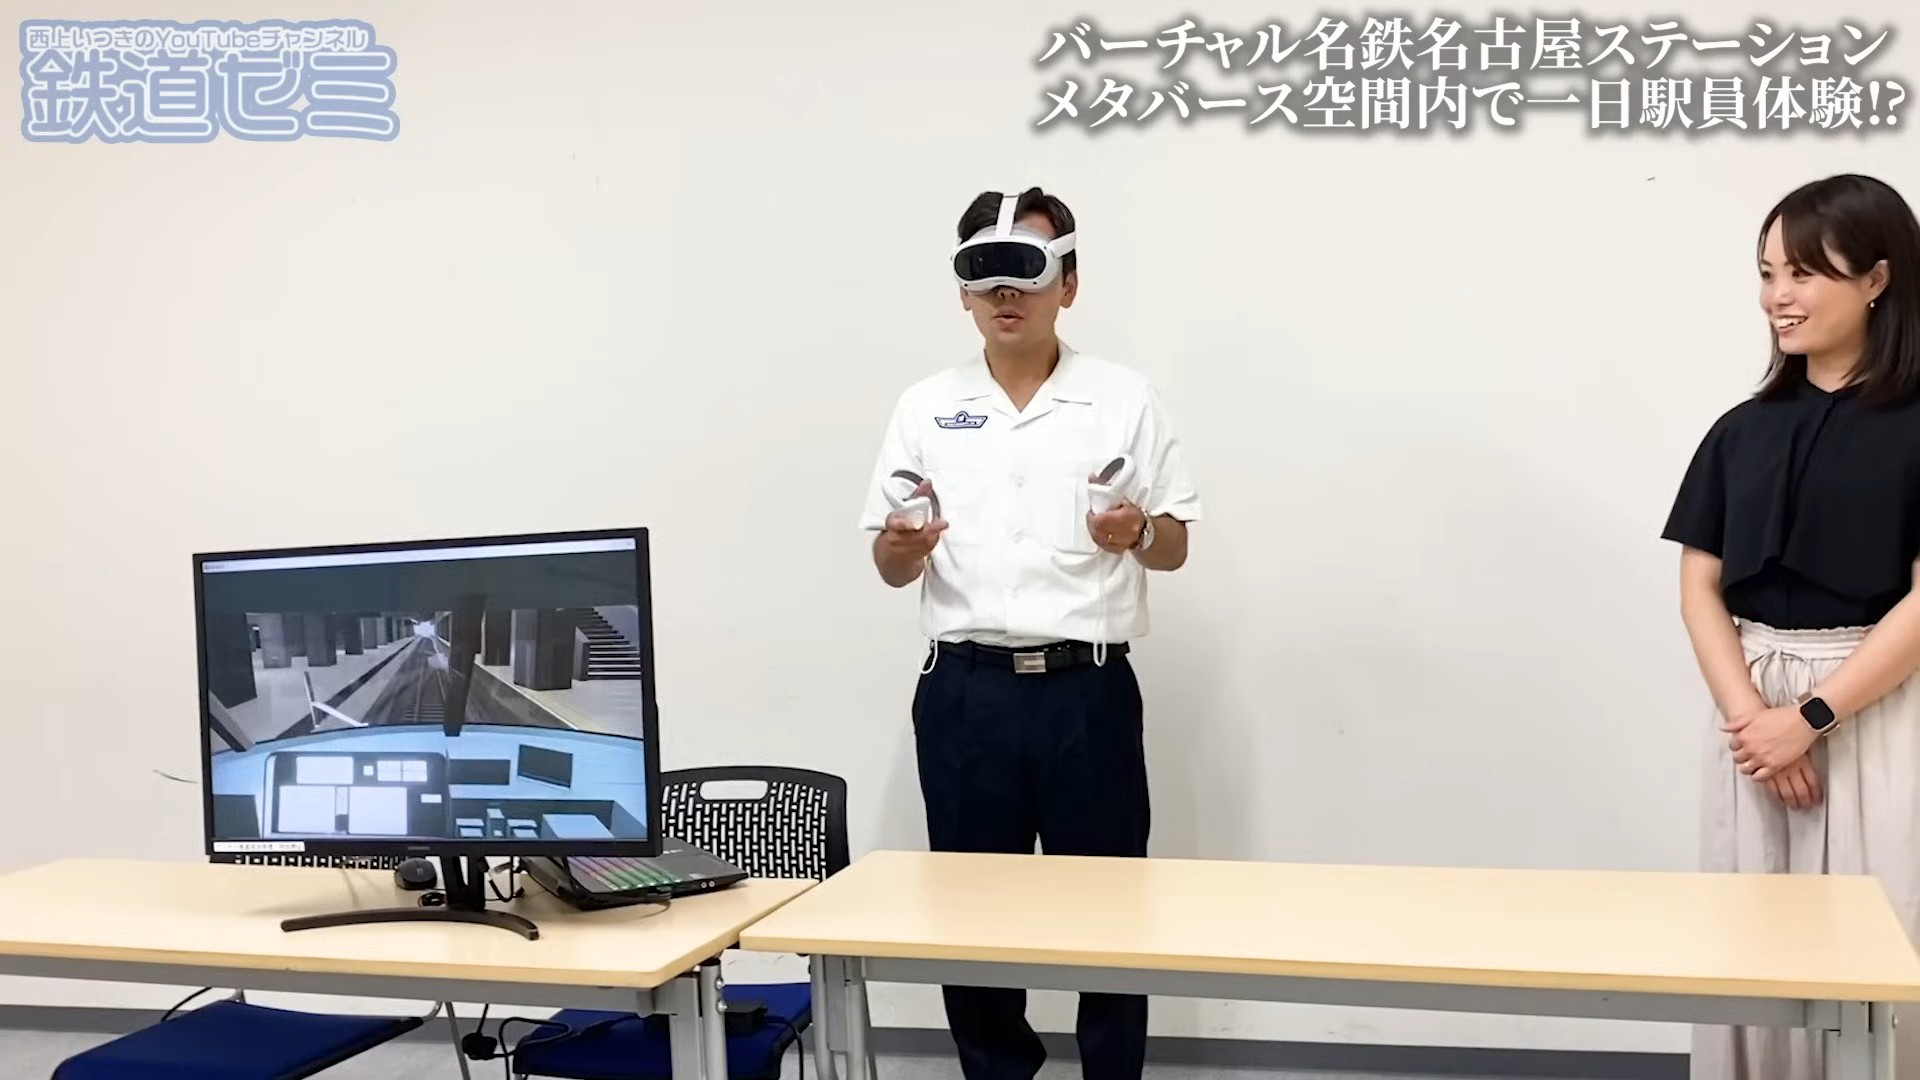 西上いつきのYouTubeチャンネル
鉄道ゼミ
バーチャル名鉄名古屋ステーション
メタバース空間内で一日駅員体験!?